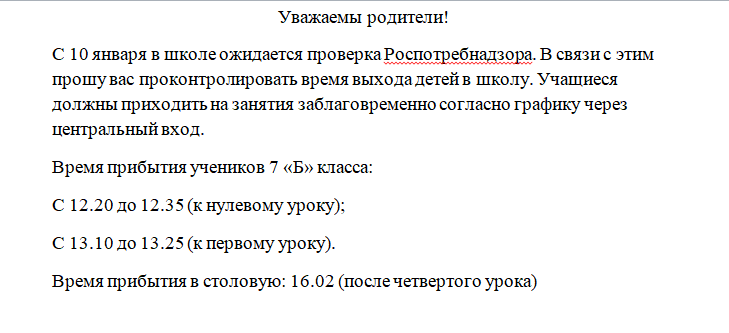 Уважаемы родители!
С 10 января в школе ожидается проверка Роспотребнадзора. В связи с этим
прошу вас проконтролировать время выхода детей в школу. Учащиеся
должны приходить на занятия заблаговременно согласно графику через
центральный вход.
Время прибытия учеников 7 «Б» класса:
С 12.20 до 12.35 (к нулевому уроку);
С 13.10 до 13.25 (к первому уроку).
Время прибытия в столовую: 16.02 (после четвертого урока)